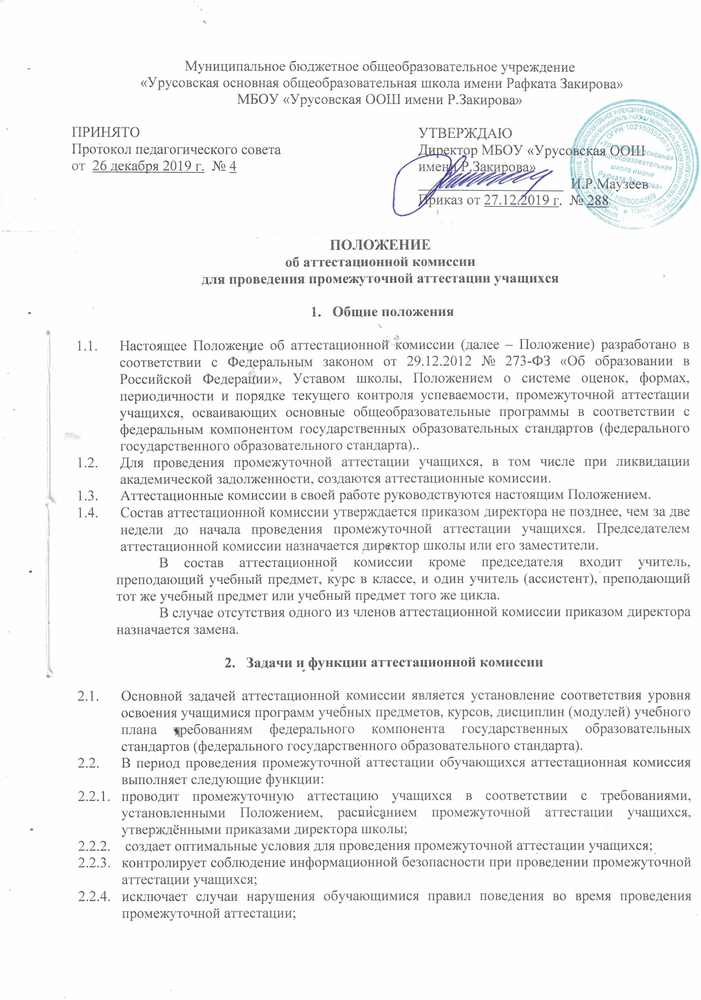 Муниципальное бюджетное общеобразовательное учреждение
«Урусовская основная общеобразовательная школа имени Рафката Закирова»
МБОУ «Урусовская ООШ имени Р.Закирова»
ПРИНЯТО
Протокол педагогического совета
от 26 декабря 2019 г. № 4
УТВЕРЖДАЮ
Директор МБОУ «Урусовская ООШ
имени Р.Закирова»
И.Р.Маузеев
Приказ от 27.12.2019 г. № 288
ОГРН 1021605554618
«Урусовская основная
общеобразовательная
школа имени
Рафката Закирова»
ИНН 1628004369
ПОЛОЖЕНИЕ
об аттестационной комиссии
для проведения промежуточной аттестации учащихся
1. Общие положения
1.1. Настоящее Положение об аттестационной комиссии (далее – Положение) разработано в
соответствии с Федеральным законом от 29.12.2012 № 273-ФЗ «Об образовании в
Российской Федерации», Уставом школы, Положением о системе оценок, формах,
периодичности и порядке текущего контроля успеваемости, промежуточной аттестации
учащихся, осваивающих основные общеобразовательные программы в соответствии с
федеральным компонентом государственных образовательных стандартов (федерального
государственного образовательного стандарта)..
1.2. Для проведения промежуточной аттестации учащихся, в том числе при ликвидации
академической задолженности, создаются аттестационные комиссии.
1.3. Аттестационные комиссии в своей работе руководствуются настоящим Положением.
1.4. Состав аттестационной комиссии утверждается приказом директора не позднее, чем за две
недели до начала проведения промежуточной аттестации учащихся. Председателем
аттестационной комиссии назначается директор школы или его заместители.
В состав аттестационной комиссии кроме председателя входит учитель,
преподающий учебный предмет, курс в классе, и один учитель (ассистент), преподающий
тот же учебный предмет или учебный предмет того же цикла.
В случае отсутствия одного из членов аттестационной комиссии приказом директора
назначается замена.
2. Задачи и функции аттестационной комиссии
2.1. Основной задачей аттестационной комиссии является установление соответствия уровня
освоения учащимися программ учебных предметов, курсов, дисциплин (модулей) учебного
плана требованиям федерального компонента государственных образовательных
стандартов (федерального государственного образовательного стандарта).
2.2. В период проведения промежуточной аттестации обучающихся аттестационная комиссия
выполняет следующие функции:
2.2.1. проводит промежуточную аттестацию учащихся в соответствии с требованиями,
установленными Положением, расписанием промежуточной аттестации учащихся,
утверждёнными приказами директора школы;
2.2.2. создает оптимальные условия для проведения промежуточной аттестации учащихся;
2.2.3. контролирует соблюдение информационной безопасности при проведении промежуточной
аттестации учащихся;
2.2.4. исключает случаи нарушения обучающимися правил поведения во время проведения
промежуточной аттестации;